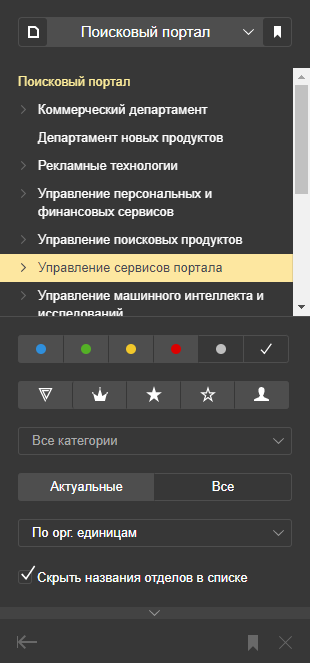 Поисковый портал
Поисковый портал
Коммерческий департамент
Департамент новых продуктов
Рекламные технологии
Управление персональных и
финансовых сервисов
Управление поисковых продуктов
Управление сервисов портала
Управление машинного интеллекта и
исследований
Все категории
Актуальные
Все
По орг. единицам
Скрыть названия отделов в списке